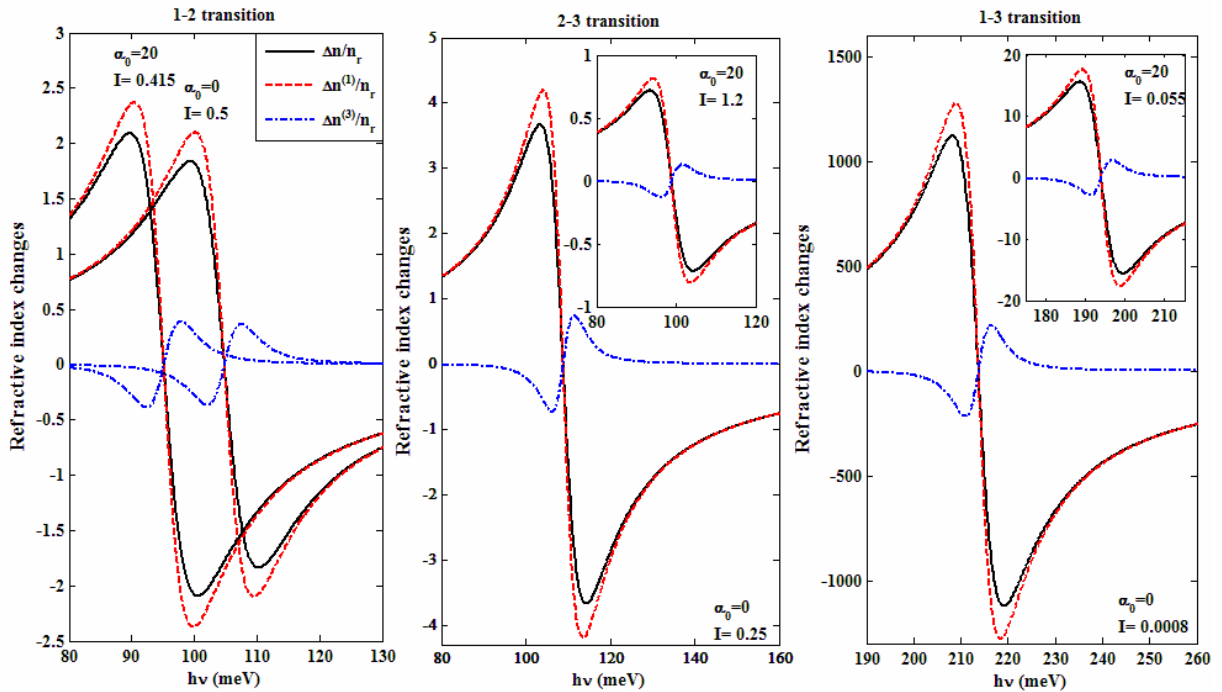 1-2 transition
α0=20
I= 0.415
α0=0
I= 0.5
Δn/nr
Δn(1)/nr
Δn(3)/nr
Refractive index changes
3
2.5
2
1.5
1
0.5
0
-0.5
-1
-1.5
-2
-2.5
80
90
100
110
120
130
hν (meV)
2-3 transition
Refractive index changes
5
4
3
2
1
0
-1
-2
-3
-4
80
100
120
140
160
hν (meV)
α0=20
I= 1.2
1
0.5
0
-0.5
-1
80
100
120
α0=0
I= 0.25
1-3 transition
Refractive index changes
1500
1000
500
0
-500
-1000
190
200
210
220
230
240
250
260
hν (meV)
α0=20
I= 0.055
20
10
0
-10
-20
180
190
200
210
α0=0
I= 0.0008